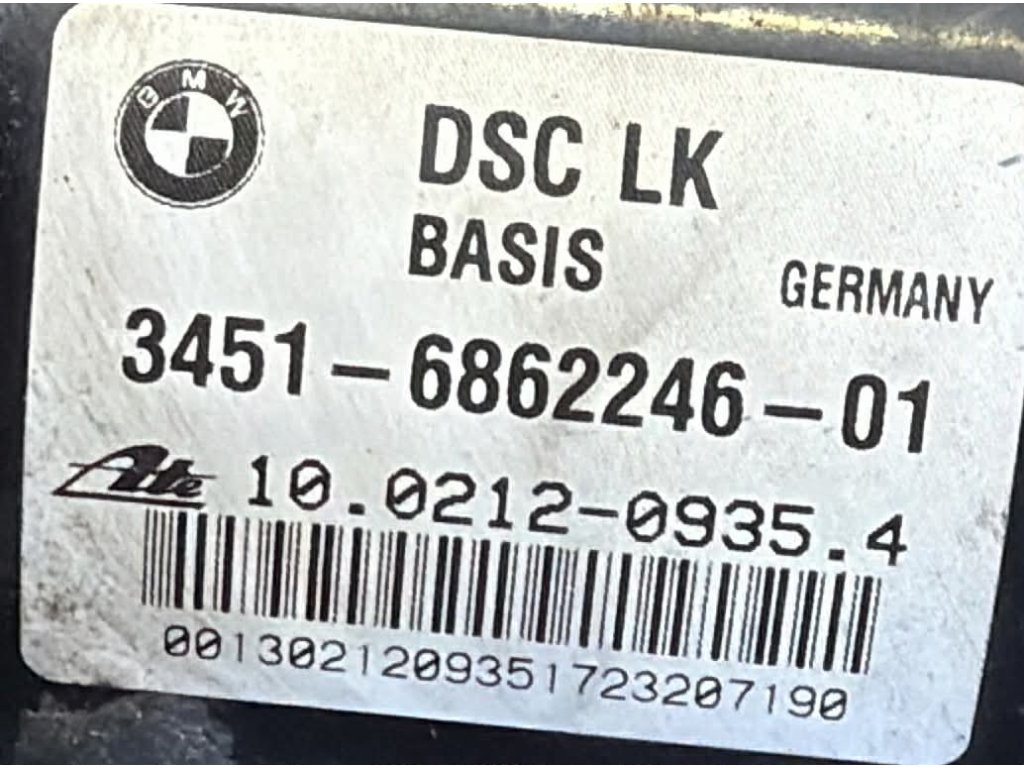 BMW
DSC LK
BASIS
GERMANY
3451-6862246-01
Ate 10.0212-0935.4
0013021209351723207190